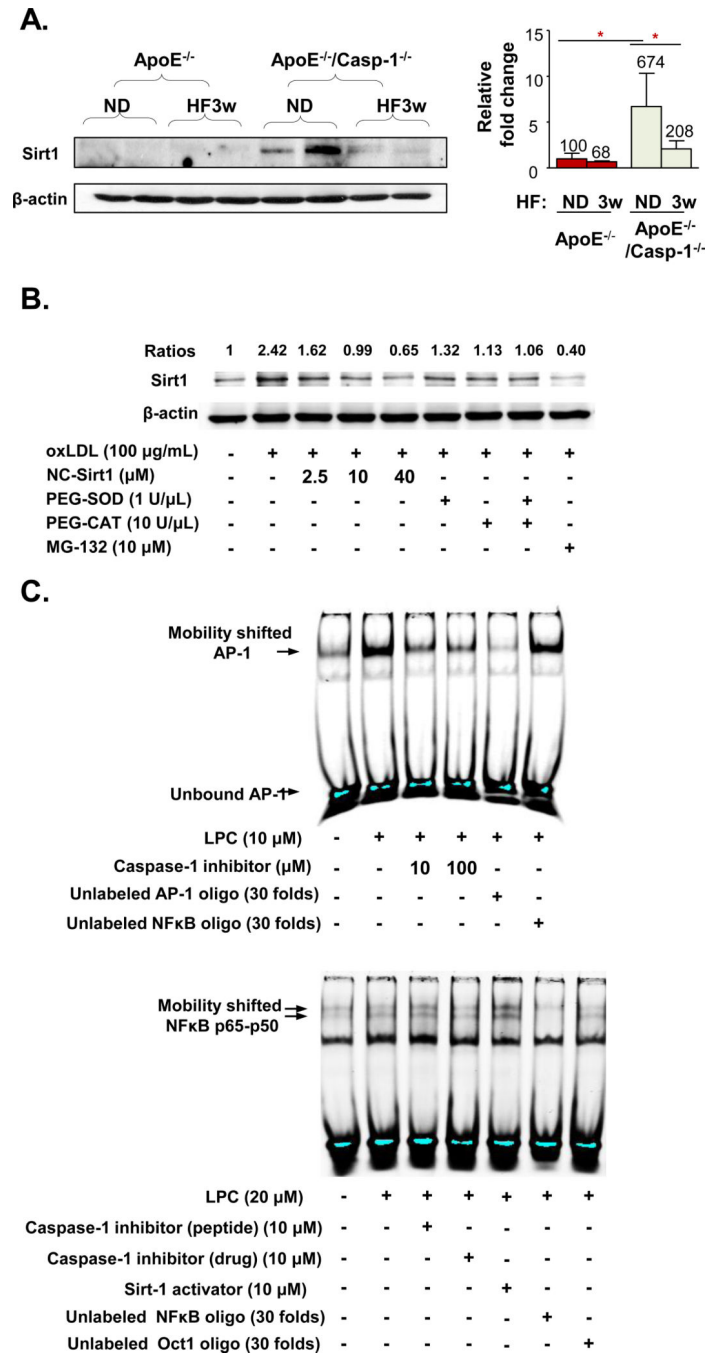 A.
ApoE-/- ApoE-/-/Casp-1-/-
ND HF3w ND HF3w
Sirt1
β-actin
Relative fold change
15
10
5
0
* *
100 68 674 208
HF: ND 3w ND 3w
ApoE-/- ApoE-/-
/Casp-1-/-
B.
Ratios 1 2.42 1.62 0.99 0.65 1.32 1.13 1.06 0.40
Sirt1
β-actin
oxLDL (100 µg/mL) - + + + + + + + +
NC-Sirt1 (µM) - - 2.5 10 40 - - - -
PEG-SOD (1 U/µL) - - - - - + - + -
PEG-CAT (10 U/µL) - - - - - - + + -
MG-132 (10 µM) - - - - - - - - +
C.
Mobility shifted
AP-1
Unbound AP-1
LPC (10 µM) - + + + + +
Caspase-1 inhibitor (µM) - - 10 100 - -
Unlabeled AP-1 oligo (30 folds) - - - - + -
Unlabeled NFκB oligo (30 folds) - - - - - +
Mobility shifted
NFκB p65-p50
LPC (20 µM) - + + + + + +
Caspase-1 inhibitor (peptide) (10 µM) - - + - - - -
Caspase-1 inhibitor (drug) (10 µM) - - - + - - -
Sirt-1 activator (10 µM) - - - - + - -
Unlabeled NFκB oligo (30 folds) - - - - - + -
Unlabeled Oct1 oligo (30 folds) - - - - - - +